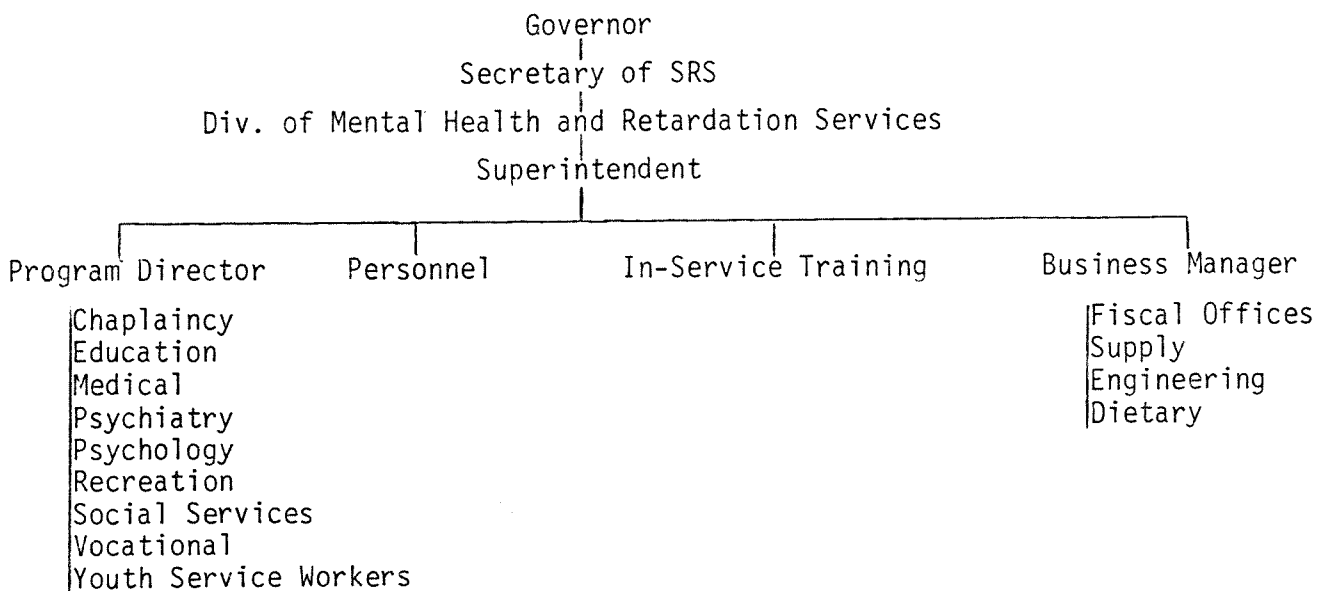 Governor
Secretary of SRS
Div. of Mental Health and Retardation Services
Superintendent
Program Director Personnel In-Service Training Business Manager
Chaplaincy
Education
Medical
Psychiatry
Psychology
Recreation
Social Services
Vocational
Youth Service Workers
Fiscal Offices
Supply
Engineering
Dietary